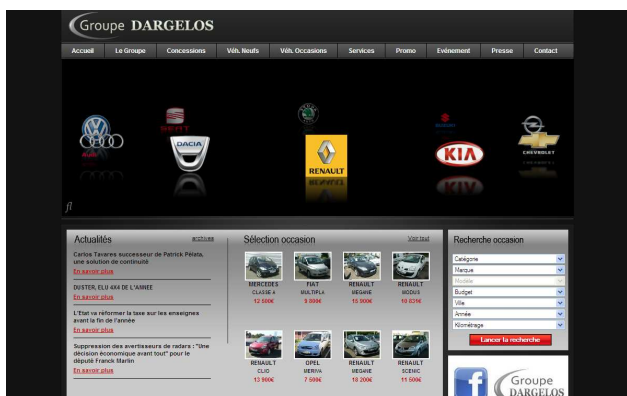 Groupe DARGELOS
Accueil Le Groupe Concessions Véh. Neufs Véh. Occasions Services Promo Evénement Presse Contact
SEAT
DACIA
RENAULT
SUZUKI
KIA
CHEVROLET
Audi
Actualités archives
Carlos Tavares successeur de Patrick Pélata,
une solution de continuité
En savoir plus
DUSTER, ELU 4X4 DE L'ANNEE
En savoir plus
L'Etat va réformer la taxe sur les enseignes
avant la fin de l'année
En savoir plus
Suppression des avertisseurs de radars : "Une
décision économique avant tout" pour le
député Franck Marlin
En savoir plus
Sélection occasion Voir tout
MERCEDES FIAT RENAULT RENAULT
CLASSE A MULTIPLA MEGANE MODUS
12 500€ 9 800€ 15 800€ 10 831€
RENAULT OPEL RENAULT RENAULT
CLIO MERIVA MEGANE SCENIC
13 980€ 7 500€ 18 200€ 11 500€
Recherche occasion
Catégorie
Marque
Modèle
Budget
Ville
Année
Kilométrage
Lancer la recherche
f Groupe
DARGELOS